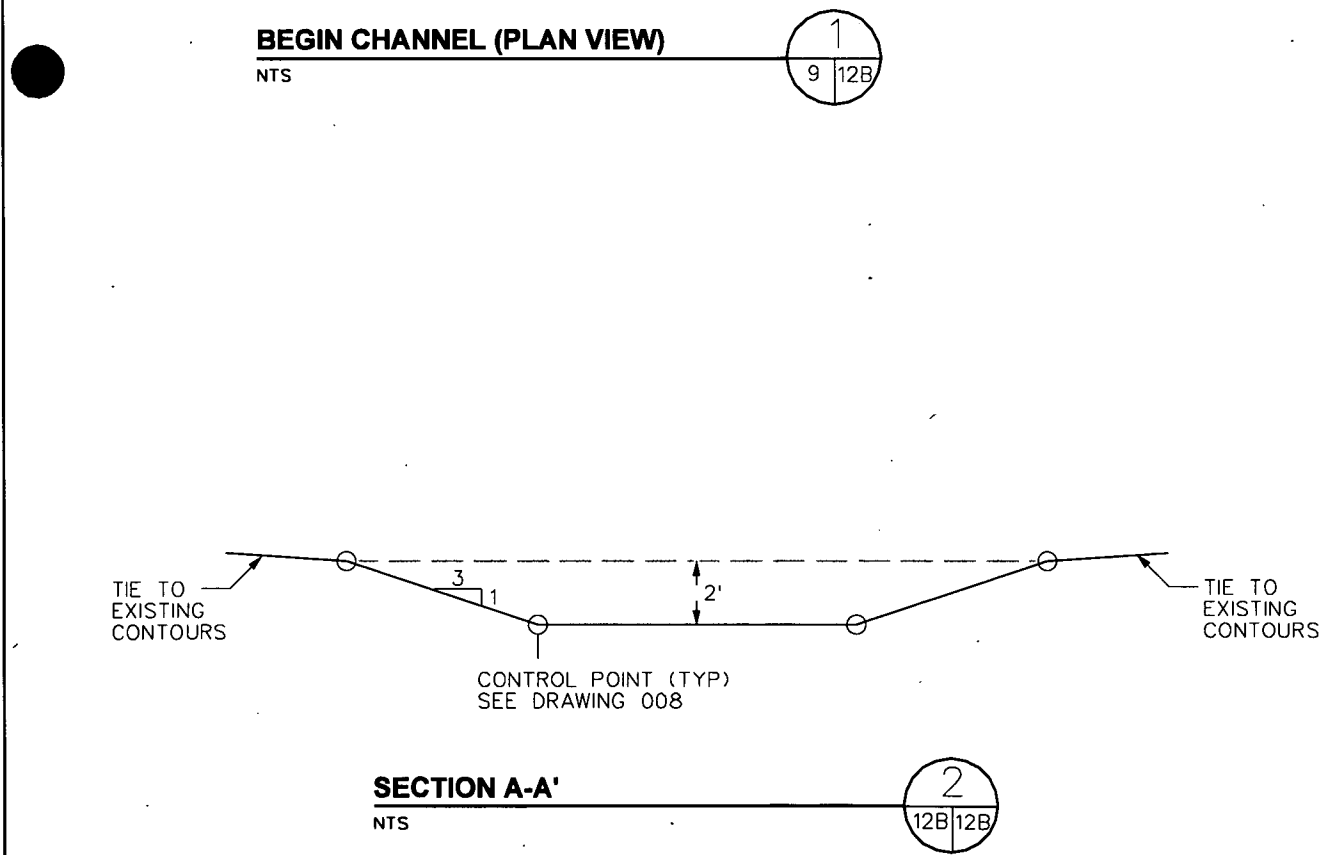 BEGIN CHANNEL (PLAN VIEW)
NTS
1
9 12B
TIE TO
EXISTING
CONTOURS
3
1
2'
TIE TO
EXISTING
CONTOURS
CONTROL POINT (TYP)
SEE DRAWING 008
SECTION A-A'
NTS
2
12B 12B